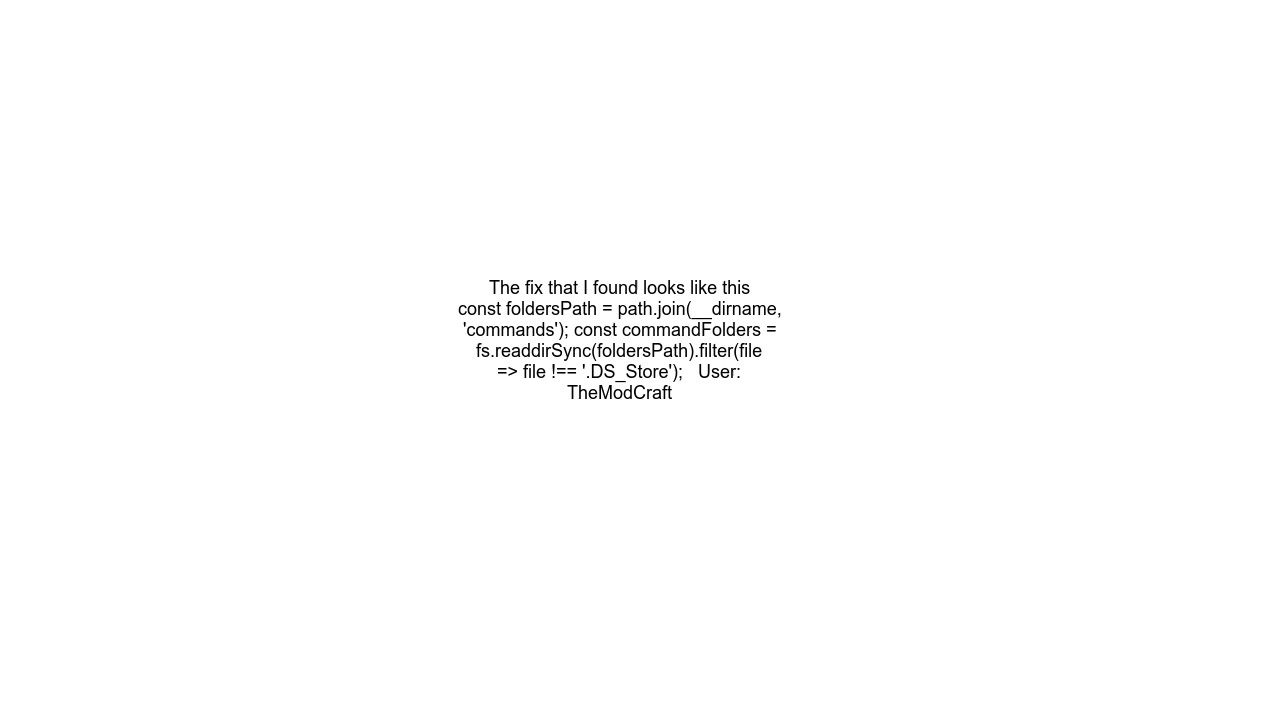 The fix that I found looks like this
const foldersPath = path.join(__dirname,
'commands'); const commandFolders =
fs.readdirSync(foldersPath).filter(file
=> file !== '.DS_Store');   User:
TheModCraft